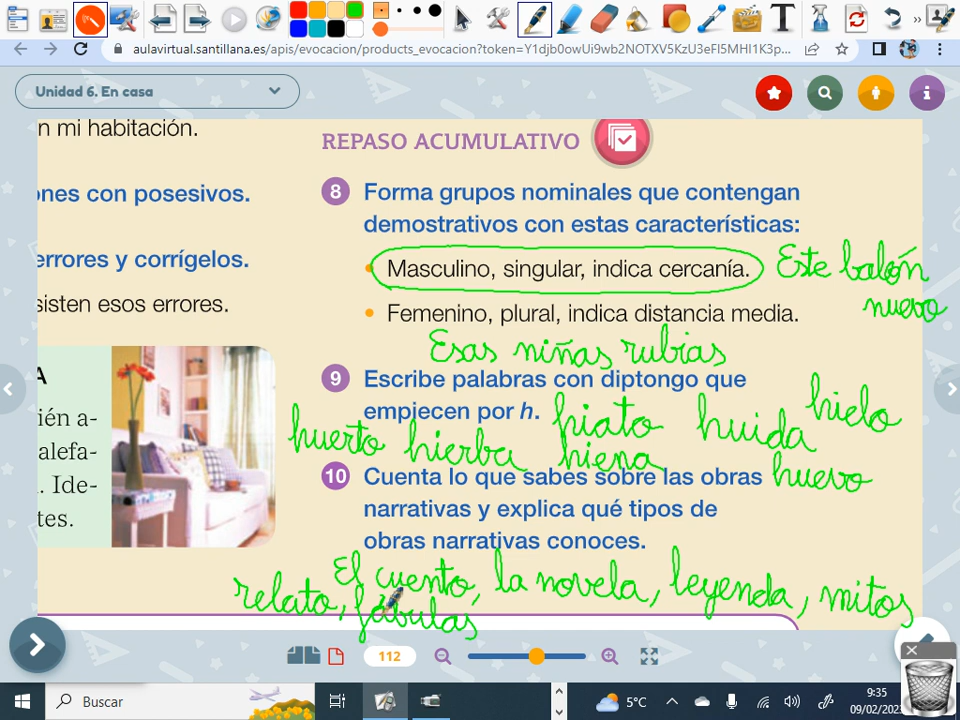 aulavirtual.santillana.es/apis/evocacion/products_evocacion?token=Y1djb0owUi9wb2NOTXV5KzU3eFI5MHI1K3p...
Unidad 6. En casa
n mi habitación.
ones con posesivos.
errores y corrígelos.
sisten esos errores.
A
ién a-
alefa-
. Ide-
tes.
REPASO ACUMULATIVO
8 Forma grupos nominales que contengan
demostrativos con estas características:
• Masculino, singular, indica cercanía.
Este balón
nuevo
• Femenino, plural, indica distancia media.
Esas niñas rubias
9 Escribe palabras con diptongo que
empiecen por h.
huerto hierba hiato hiena huida hielo
huevo
10 Cuenta lo que sabes sobre las obras
narrativas y explica qué tipos de
obras narrativas conoces.
El cuento, la novela, leyenda, mitos
relato, fábulas
112
Buscar
5°C
9:35